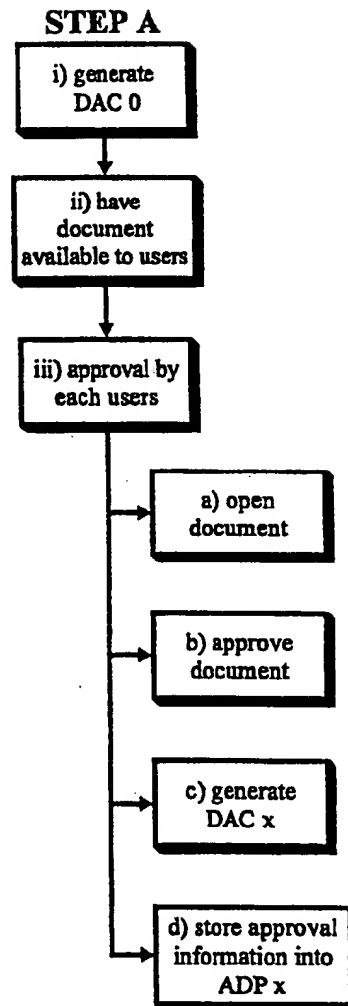 STEP A
i) generate
DAC 0
ii) have
document
available to users
iii) approval by
each users
a) open
document
b) approve
document
c) generate
DAC x
d) store approval
information into
ADP x